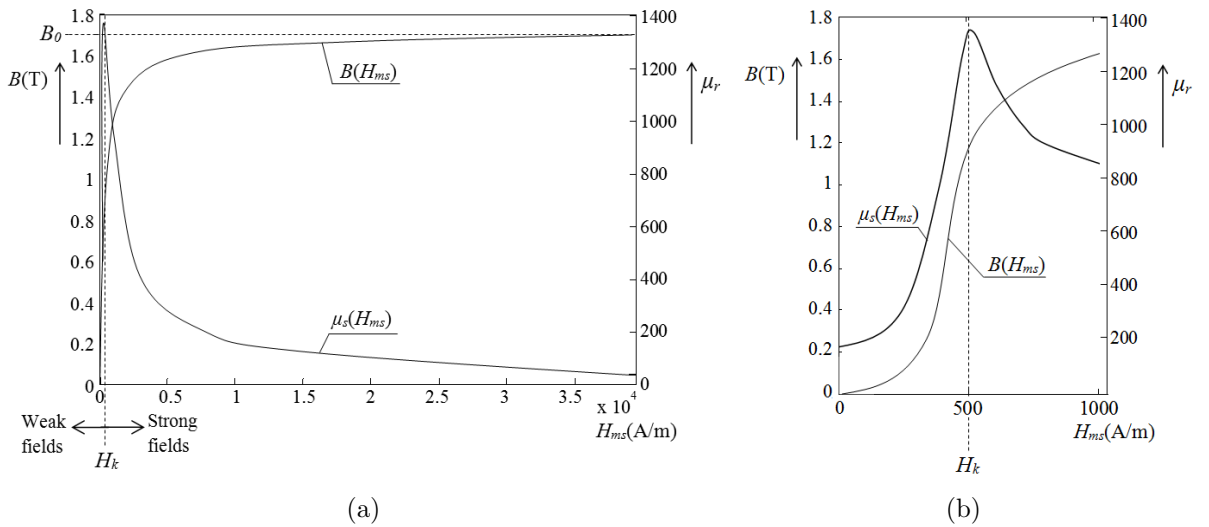 1.8
1.6
1.4
1.2
1
0.8
0.6
0.4
0.2
0
B₀
B(T)
1400
1200
1000
800
600
400
200
0
μᵣ
B(Hₘₛ)
μₛ(Hₘₛ)
0 0.5 1 1.5 2 2.5 3 3.5 4
x 10⁴
Hₘₛ(A/m)
Weak fields
Strong fields
Hₖ
(a)
1.8
1.6
1.4
1.2
1
0.8
0.6
0.4
0.2
0
B(T)
1400
1200
1000
800
600
400
200
μᵣ
μₛ(Hₘₛ)
B(Hₘₛ)
0 500 1000
Hₘₛ(A/m)
Hₖ
(b)